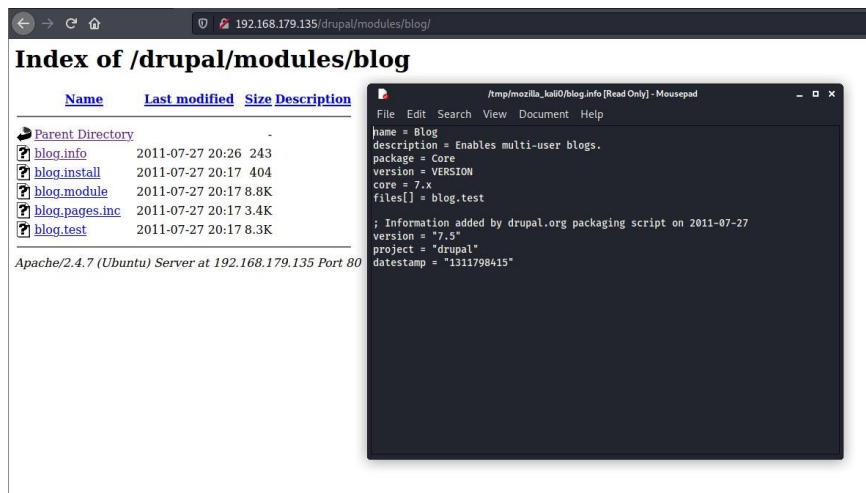 192.168.179.135/drupal/modules/blog/
Index of /drupal/modules/blog
Name Last modified Size Description
Parent Directory -
blog.info 2011-07-27 20:26 243
blog.install 2011-07-27 20:17 404
blog.module 2011-07-27 20:17 8.8K
blog.pages.inc 2011-07-27 20:17 3.4K
blog.test 2011-07-27 20:17 8.3K
Apache/2.4.7 (Ubuntu) Server at 192.168.179.135 Port 80
/tmp/mozilla_kali0/blog.info [Read Only] - Mousepad
File Edit Search View Document Help
name = Blog
description = Enables multi-user blogs.
package = Core
version = VERSION
core = 7.x
files[] = blog.test
; Information added by drupal.org packaging script on 2011-07-27
version = "7.5"
project = "drupal"
datestamp = "1311798415"